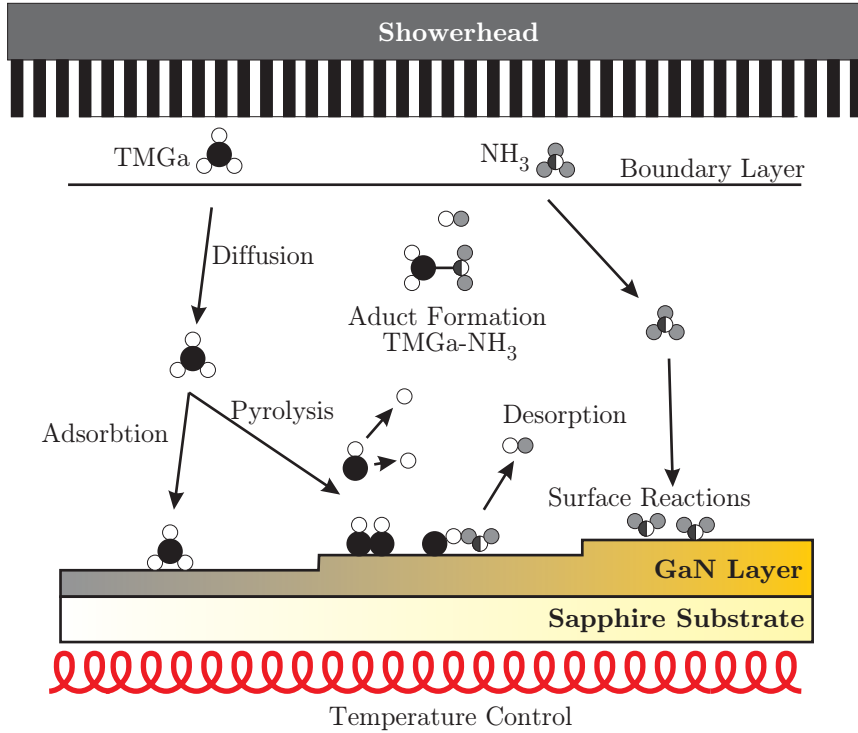 Showerhead
TMGa
NH₃
Boundary Layer
Diffusion
Aduct Formation
TMGa-NH₃
Pyrolysis
Adsorbtion
Desorption
Surface Reactions
GaN Layer
Sapphire Substrate
Temperature Control